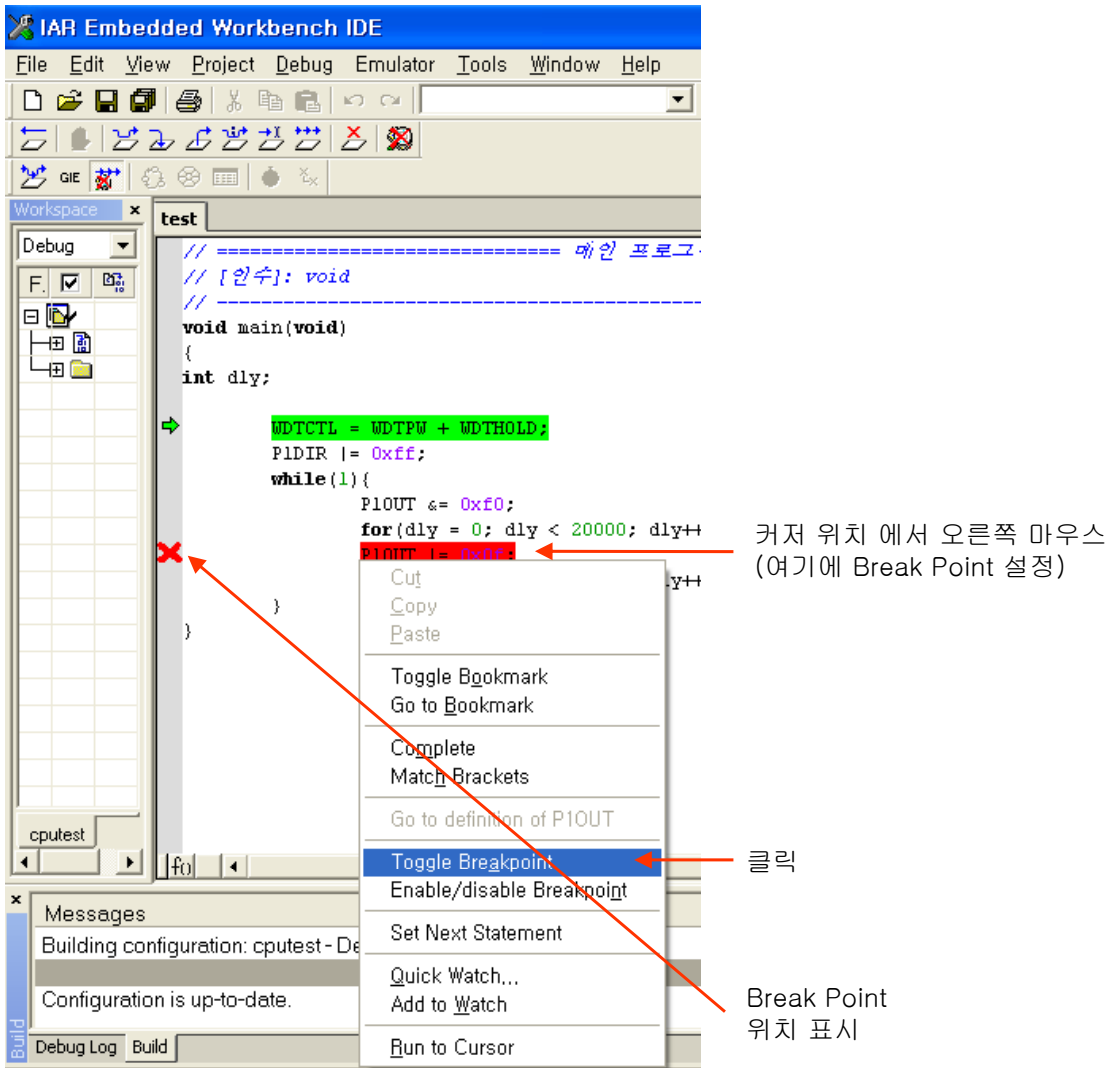 IAR Embedded Workbench IDE
File Edit View Project Debug Emulator Tools Window Help
GIE
Workspace
test
Debug
F.
// =============================== 메인 프로그
// [인수]: void
// --------------------------------------------
void main(void)
{
int dly;
WDTCTL = WDTPW + WDTHOLD;
P1DIR |= 0xff;
while(1){
P1OUT &= 0xf0;
for(dly = 0; dly < 20000; dly++
P1OUT |= 0x0f;
ly++
}
}
커저 위치 에서 오른쪽 마우스
(여기에 Break Point 설정)
Cut
Copy
Paste
Toggle Bookmark
Go to Bookmark
Complete
Match Brackets
Go to definition of P1OUT
Toggle Breakpoint
클릭
Enable/disable Breakpoint
Set Next Statement
Quick Watch...
Add to Watch
Run to Cursor
cputest
f()
Messages
Building configuration: cputest - De
Configuration is up-to-date.
Build
Debug Log Build
Break Point
위치 표시